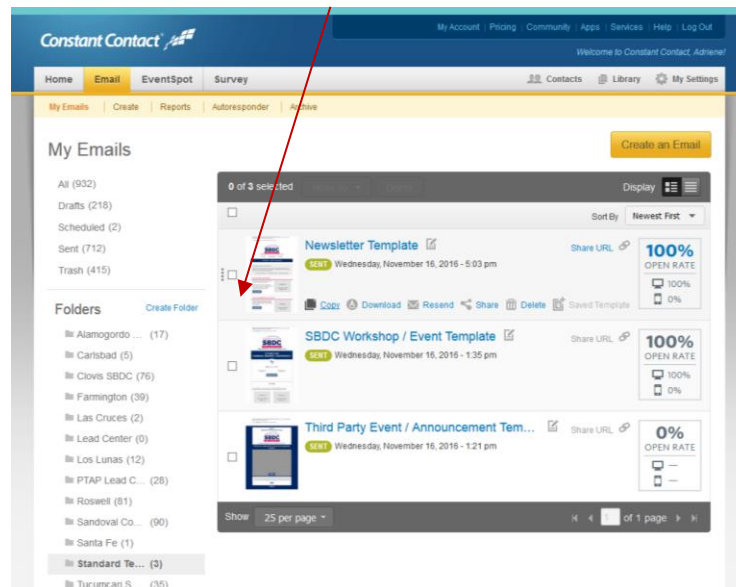 My Account | Pricing | Community | Apps | Services | Help | Log Out
Constant Contact
Welcome to Constant Contact, Adriene!
Home Email EventSpot Survey Contacts Library My Settings
My Emails | Create | Reports | Autoresponder | Archive
My Emails
Create an Email
All (932)
Drafts (218)
Scheduled (2)
Sent (712)
Trash (415)
Folders Create Folder
Alamogordo ... (17)
Carlsbad (5)
Clovis SBDC (76)
Farmington (39)
Las Cruces (2)
Lead Center (0)
Los Lunas (12)
PTAP Lead C... (28)
Roswell (81)
Sandoval Co... (90)
Santa Fe (1)
Standard Te... (3)
Tucumcari S... (35)
0 of 3 selected Delete Display
Sort By Newest First
Newsletter Template Share URL
SENT Wednesday, November 16, 2016 - 5:03 pm
Copy Download Resend Share Delete Saved Template
100%
OPEN RATE
100%
0%
SBDC
SBDC Workshop / Event Template Share URL
SENT Wednesday, November 16, 2016 - 1:35 pm
100%
OPEN RATE
100%
0%
SBDC
Third Party Event / Announcement Tem... Share URL
SENT Wednesday, November 16, 2016 - 1:21 pm
0%
OPEN RATE
—
—
SBDC
Show 25 per page 1 of 1 page